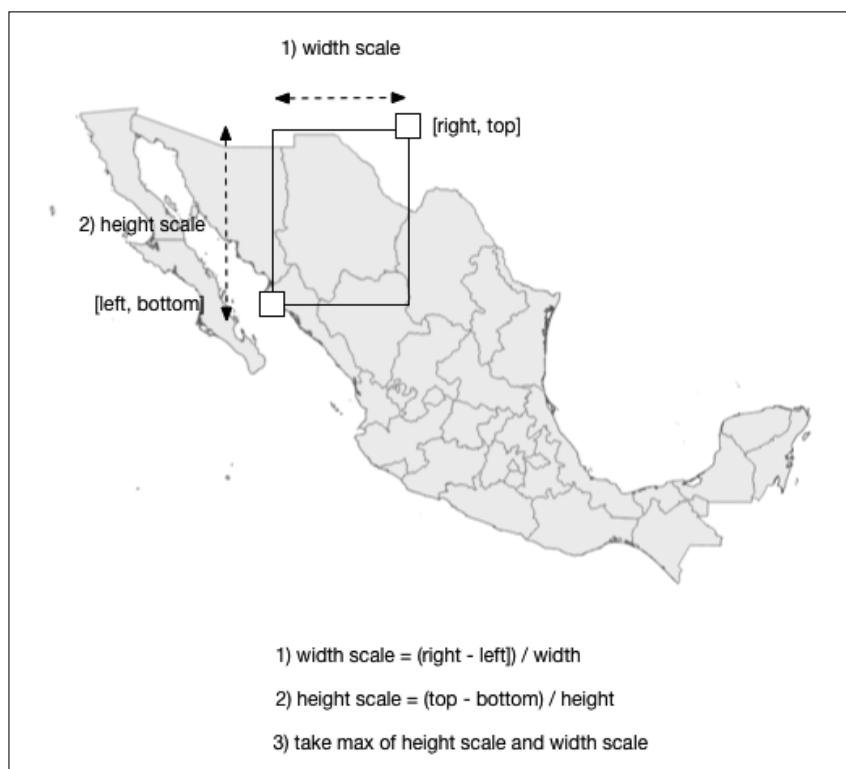 1) width scale
[right, top]
2) height scale
[left, bottom]
1) width scale = (right - left]) / width
2) height scale = (top - bottom) / height
3) take max of height scale and width scale